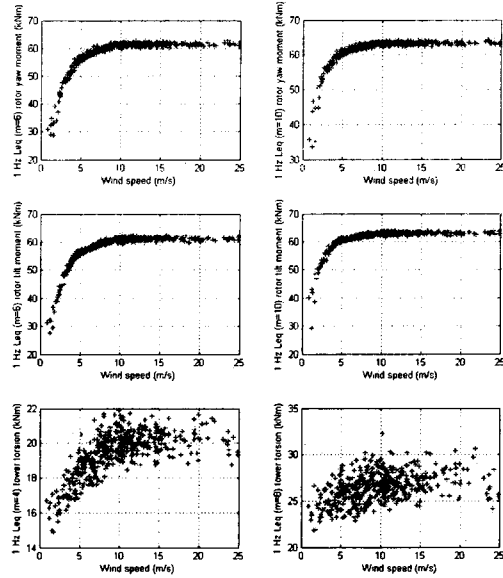 1 Hz Leq (m=6) rotor yaw moment (kNm)
70
60
50
40
30
20
0 5 10 15 20 25
Wind speed (m/s)
1 Hz Leq (m=10) rotor yaw moment (kNm)
70
60
50
40
30
0 5 10 15 20 25
Wind speed (m/s)
1 Hz Leq (m=6) rotor tilt moment (kNm)
70
60
50
40
30
20
0 5 10 15 20 25
Wind speed (m/s)
1 Hz Leq (m=10) rotor tilt moment (kNm)
70
60
50
40
30
20
0 5 10 15 20 25
Wind speed (m/s)
1 Hz Leq (m=4) tower torsion (kNm)
22
20
18
16
14
0 5 10 15 20 25
Wind speed (m/s)
1 Hz Leq (m=6) tower torsion (kNm)
35
30
25
20
0 5 10 15 20 25
Wind speed (m/s)